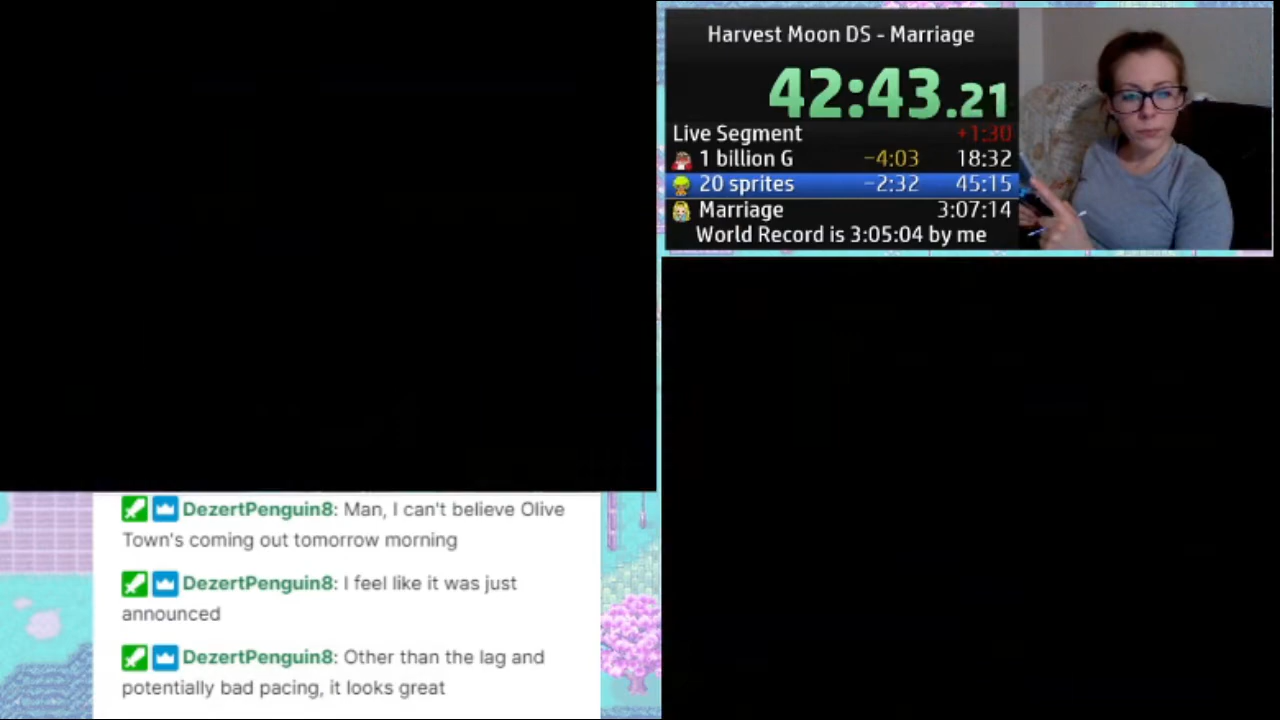 Harvest Moon DS - Marriage
42:43.21
Live Segment +1:30
1 billion G -4:03 18:32
20 sprites -2:32 45:15
Marriage 3:07:14
World Record is 3:05:04 by me
DezertPenguin8: Man, I can't believe Olive
Town's coming out tomorrow morning
DezertPenguin8: I feel like it was just
announced
DezertPenguin8: Other than the lag and
potentially bad pacing, it looks great